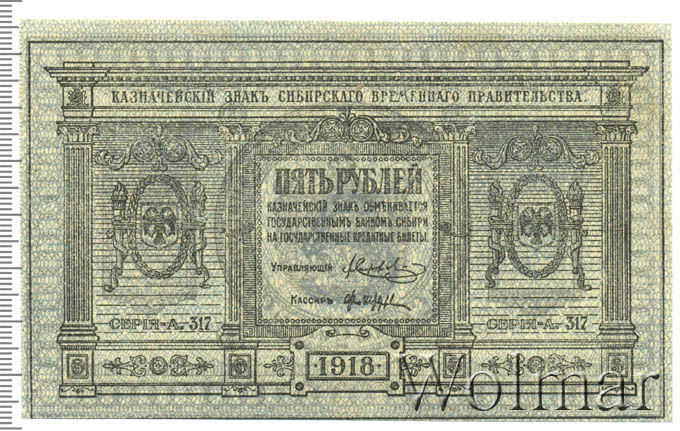 КАЗНАЧЕЙСКІЙ ЗНАКЪ СИБИРСКАГО ВРЕМЕННАГО ПРАВИТЕЛЬСТВА.
ПЯТЬ РУБЛЕЙ
КАЗНАЧЕЙСКІЙ ЗНАКЪ ОБМѢНИВАЕТСЯ
ГОСУДАРСТВЕННЫМЪ БАНКОМЪ СИБИРИ
НА ГОСУДАРСТВЕННЫЕ КРЕДИТНЫЕ БИЛЕТЫ.
УПРАВЛЯЮЩІЙ
КАССИРЪ
СЕРІЯ-А. 317
СЕРІЯ-А. 317
5 5 ·1918· 5 5
Wolmar